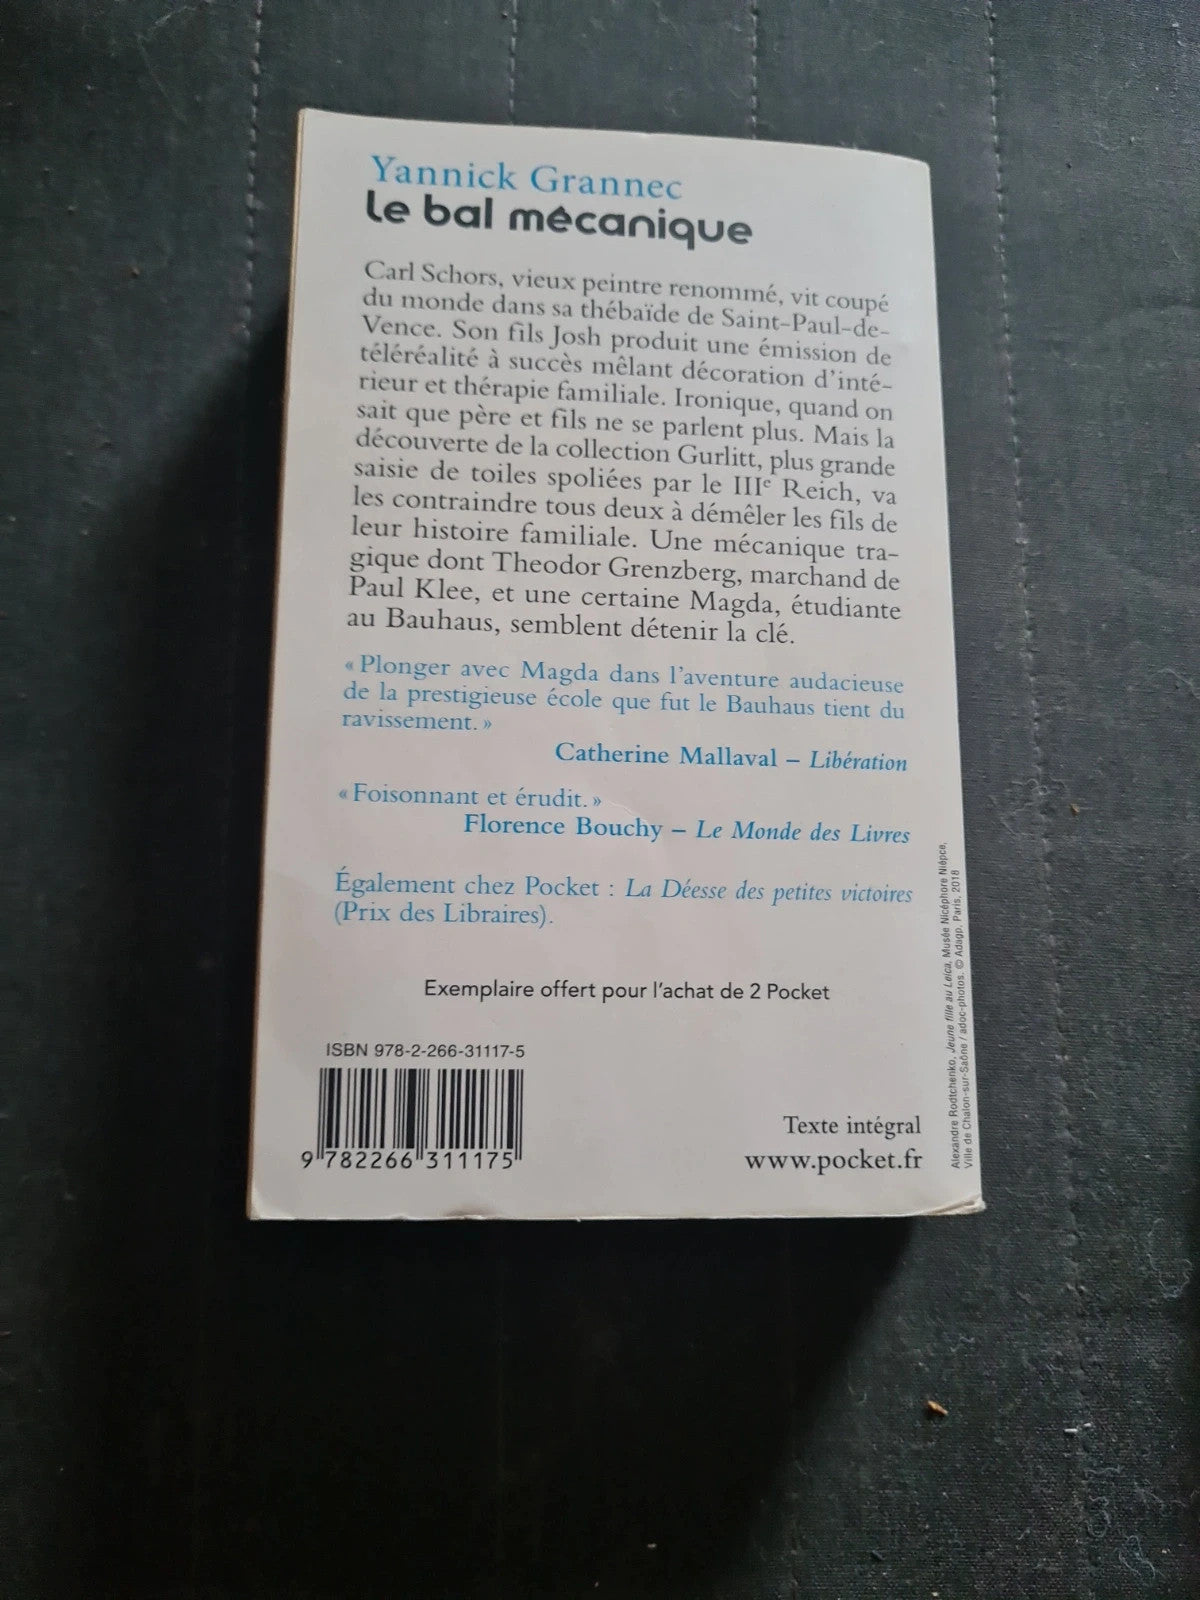 Yannick Grannec
Le bal mécanique
Carl Schors, vieux peintre renommé, vit coupé
du monde dans sa thébaïde de Saint-Paul-de-
Vence. Son fils Josh produit une émission de
téléréalité à succès mêlant décoration d'inté-
rieur et thérapie familiale. Ironique, quand on
sait que père et fils ne se parlent plus. Mais la
découverte de la collection Gurlitt, plus grande
saisie de toiles spoliées par le IIIe Reich, va
les contraindre tous deux à démêler les fils de
leur histoire familiale. Une mécanique tra-
gique dont Theodor Grenzberg, marchand de
Paul Klee, et une certaine Magda, étudiante
au Bauhaus, semblent détenir la clé.
« Plonger avec Magda dans l'aventure audacieuse
de la prestigieuse école que fut le Bauhaus tient du
ravissement. »
Catherine Mallaval – Libération
« Foisonnant et érudit. »
Florence Bouchy – Le Monde des Livres
Également chez Pocket : La Déesse des petites victoires
(Prix des Libraires).
Exemplaire offert pour l'achat de 2 Pocket
ISBN 978-2-266-31117-5
9 782266 311175
Texte intégral
www.pocket.fr
Alexandre Rodtchenko, Jeune fille au Leica, Musée Nicéphore Niépce,
Ville de Chalon-sur-Saône / adoc-photos. © Adagp, Paris, 2018